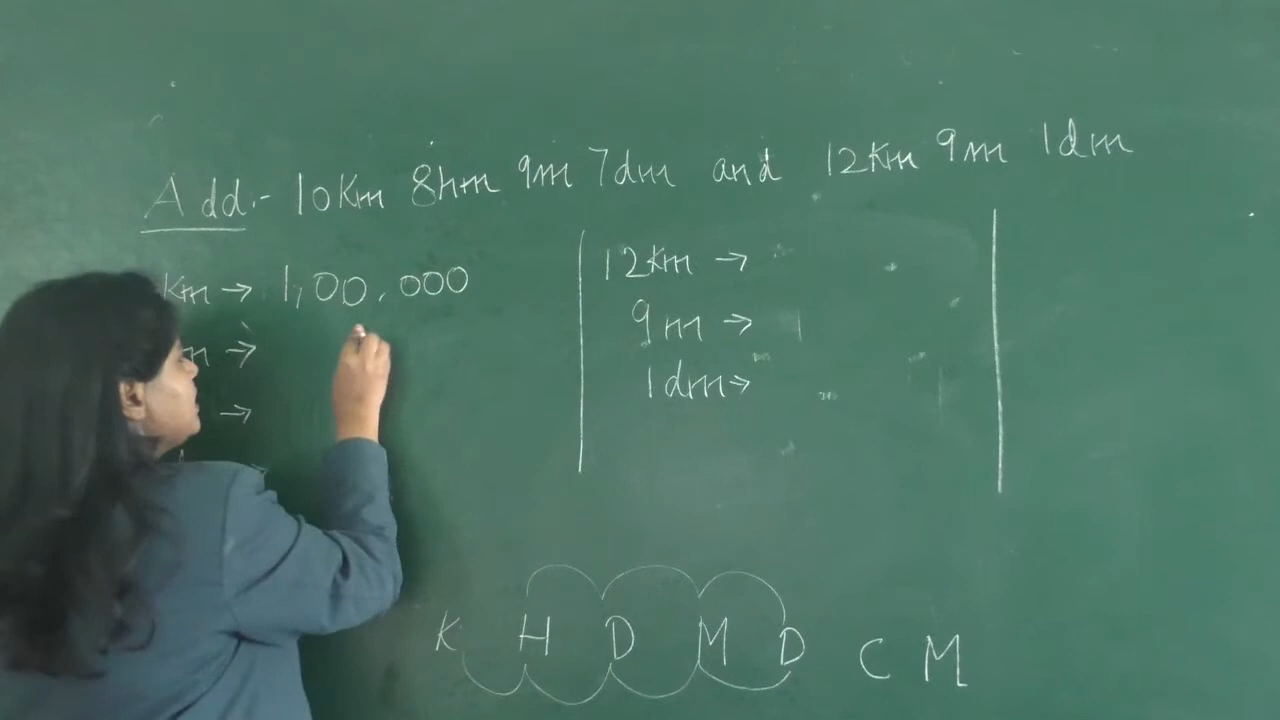 Add:- 10Km 8hm 9m 7dm and 12Km 9m 1dm
Km → 1,00,000
m →
→
12Km →
9m →
1dm →
K H D M D C M